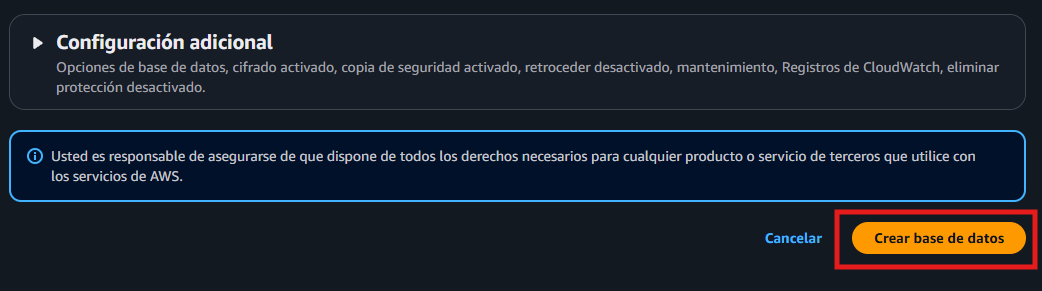 Configuración adicional
Opciones de base de datos, cifrado activado, copia de seguridad activado, retroceder desactivado, mantenimiento, Registros de CloudWatch, eliminar
protección desactivado.
Usted es responsable de asegurarse de que dispone de todos los derechos necesarios para cualquier producto o servicio de terceros que utilice con
los servicios de AWS.
Cancelar
Crear base de datos